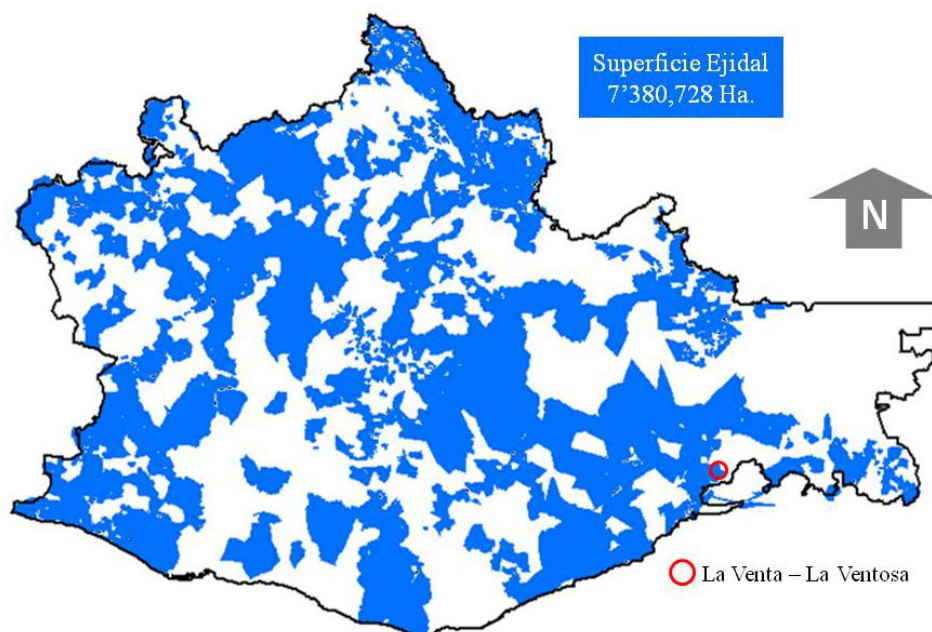 Superficie Ejidal
7’380,728 Ha.
N
La Venta – La Ventosa